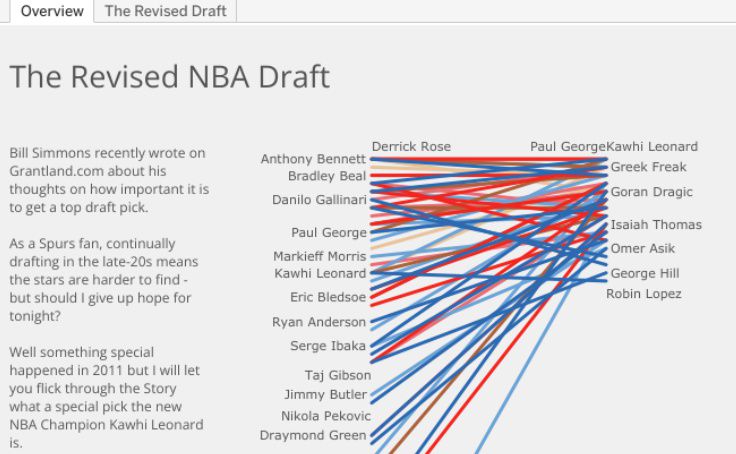 Overview
The Revised Draft
The Revised NBA Draft
Bill Simmons recently wrote on
Grantland.com about his
thoughts on how important it is
to get a top draft pick.
As a Spurs fan, continually
drafting in the late-20s means
the stars are harder to find -
but should I give up hope for
tonight?
Well something special
happened in 2011 but I will let
you flick through the Story
what a special pick the new
NBA Champion Kawhi Leonard
is.
Derrick Rose
Anthony Bennett
Bradley Beal
Danilo Gallinari
Paul George
Markieff Morris
Kawhi Leonard
Eric Bledsoe
Ryan Anderson
Serge Ibaka
Taj Gibson
Jimmy Butler
Nikola Pekovic
Draymond Green
Paul George
Kawhi Leonard
Greek Freak
Goran Dragic
Isaiah Thomas
Omer Asik
George Hill
Robin Lopez